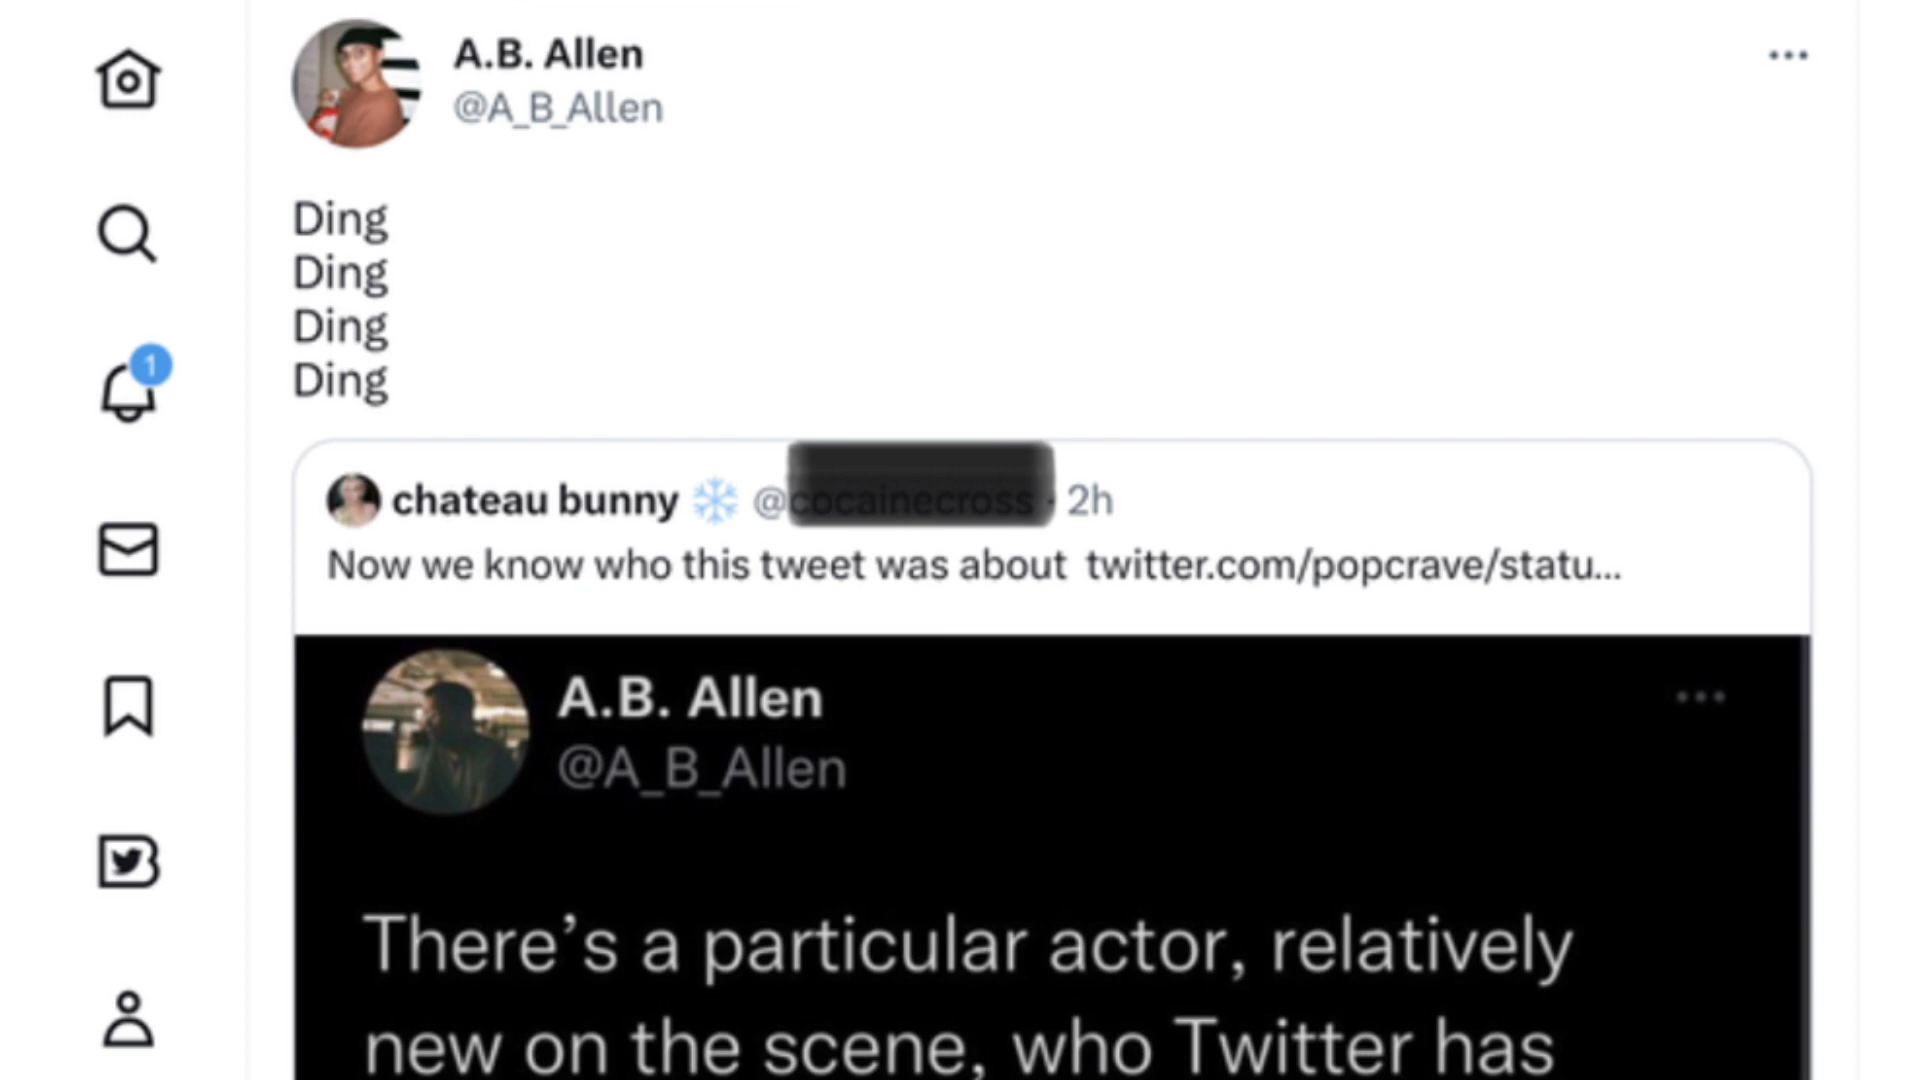 A.B. Allen
@A_B_Allen
Ding
Ding
1
Ding
Ding
chateau bunny @cocainecross · 2h
Now we know who this tweet was about twitter.com/popcrave/statu...
A.B. Allen
@A_B_Allen
There’s a particular actor, relatively
new on the scene, who Twitter has